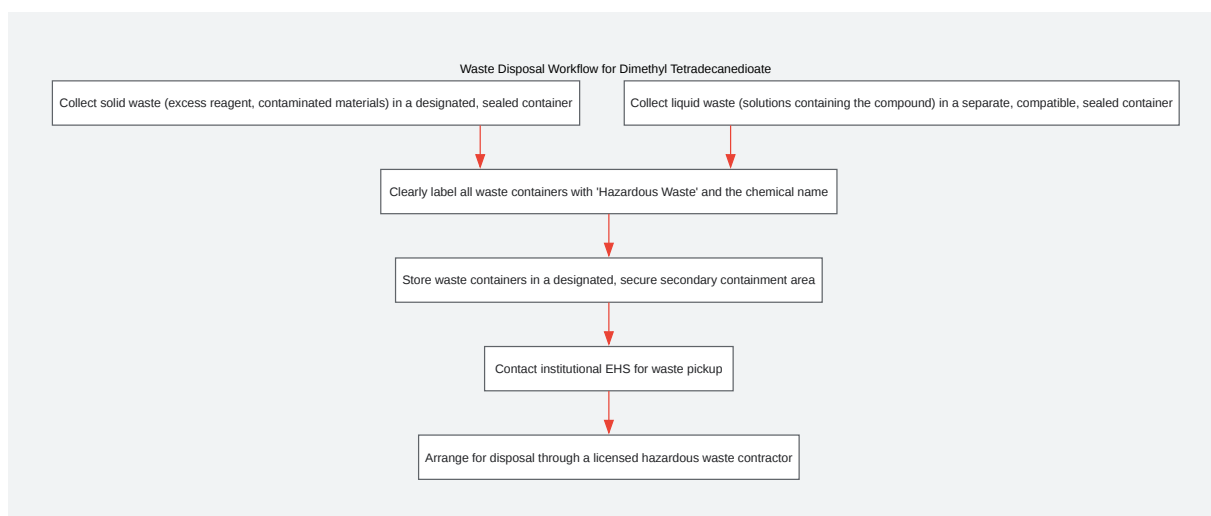 Waste Disposal Workflow for Dimethyl Tetradecanedioate
Collect solid waste (excess reagent, contaminated materials) in a designated, sealed container
Collect liquid waste (solutions containing the compound) in a separate, compatible, sealed container
Clearly label all waste containers with 'Hazardous Waste' and the chemical name
Store waste containers in a designated, secure secondary containment area
Contact institutional EHS for waste pickup
Arrange for disposal through a licensed hazardous waste contractor